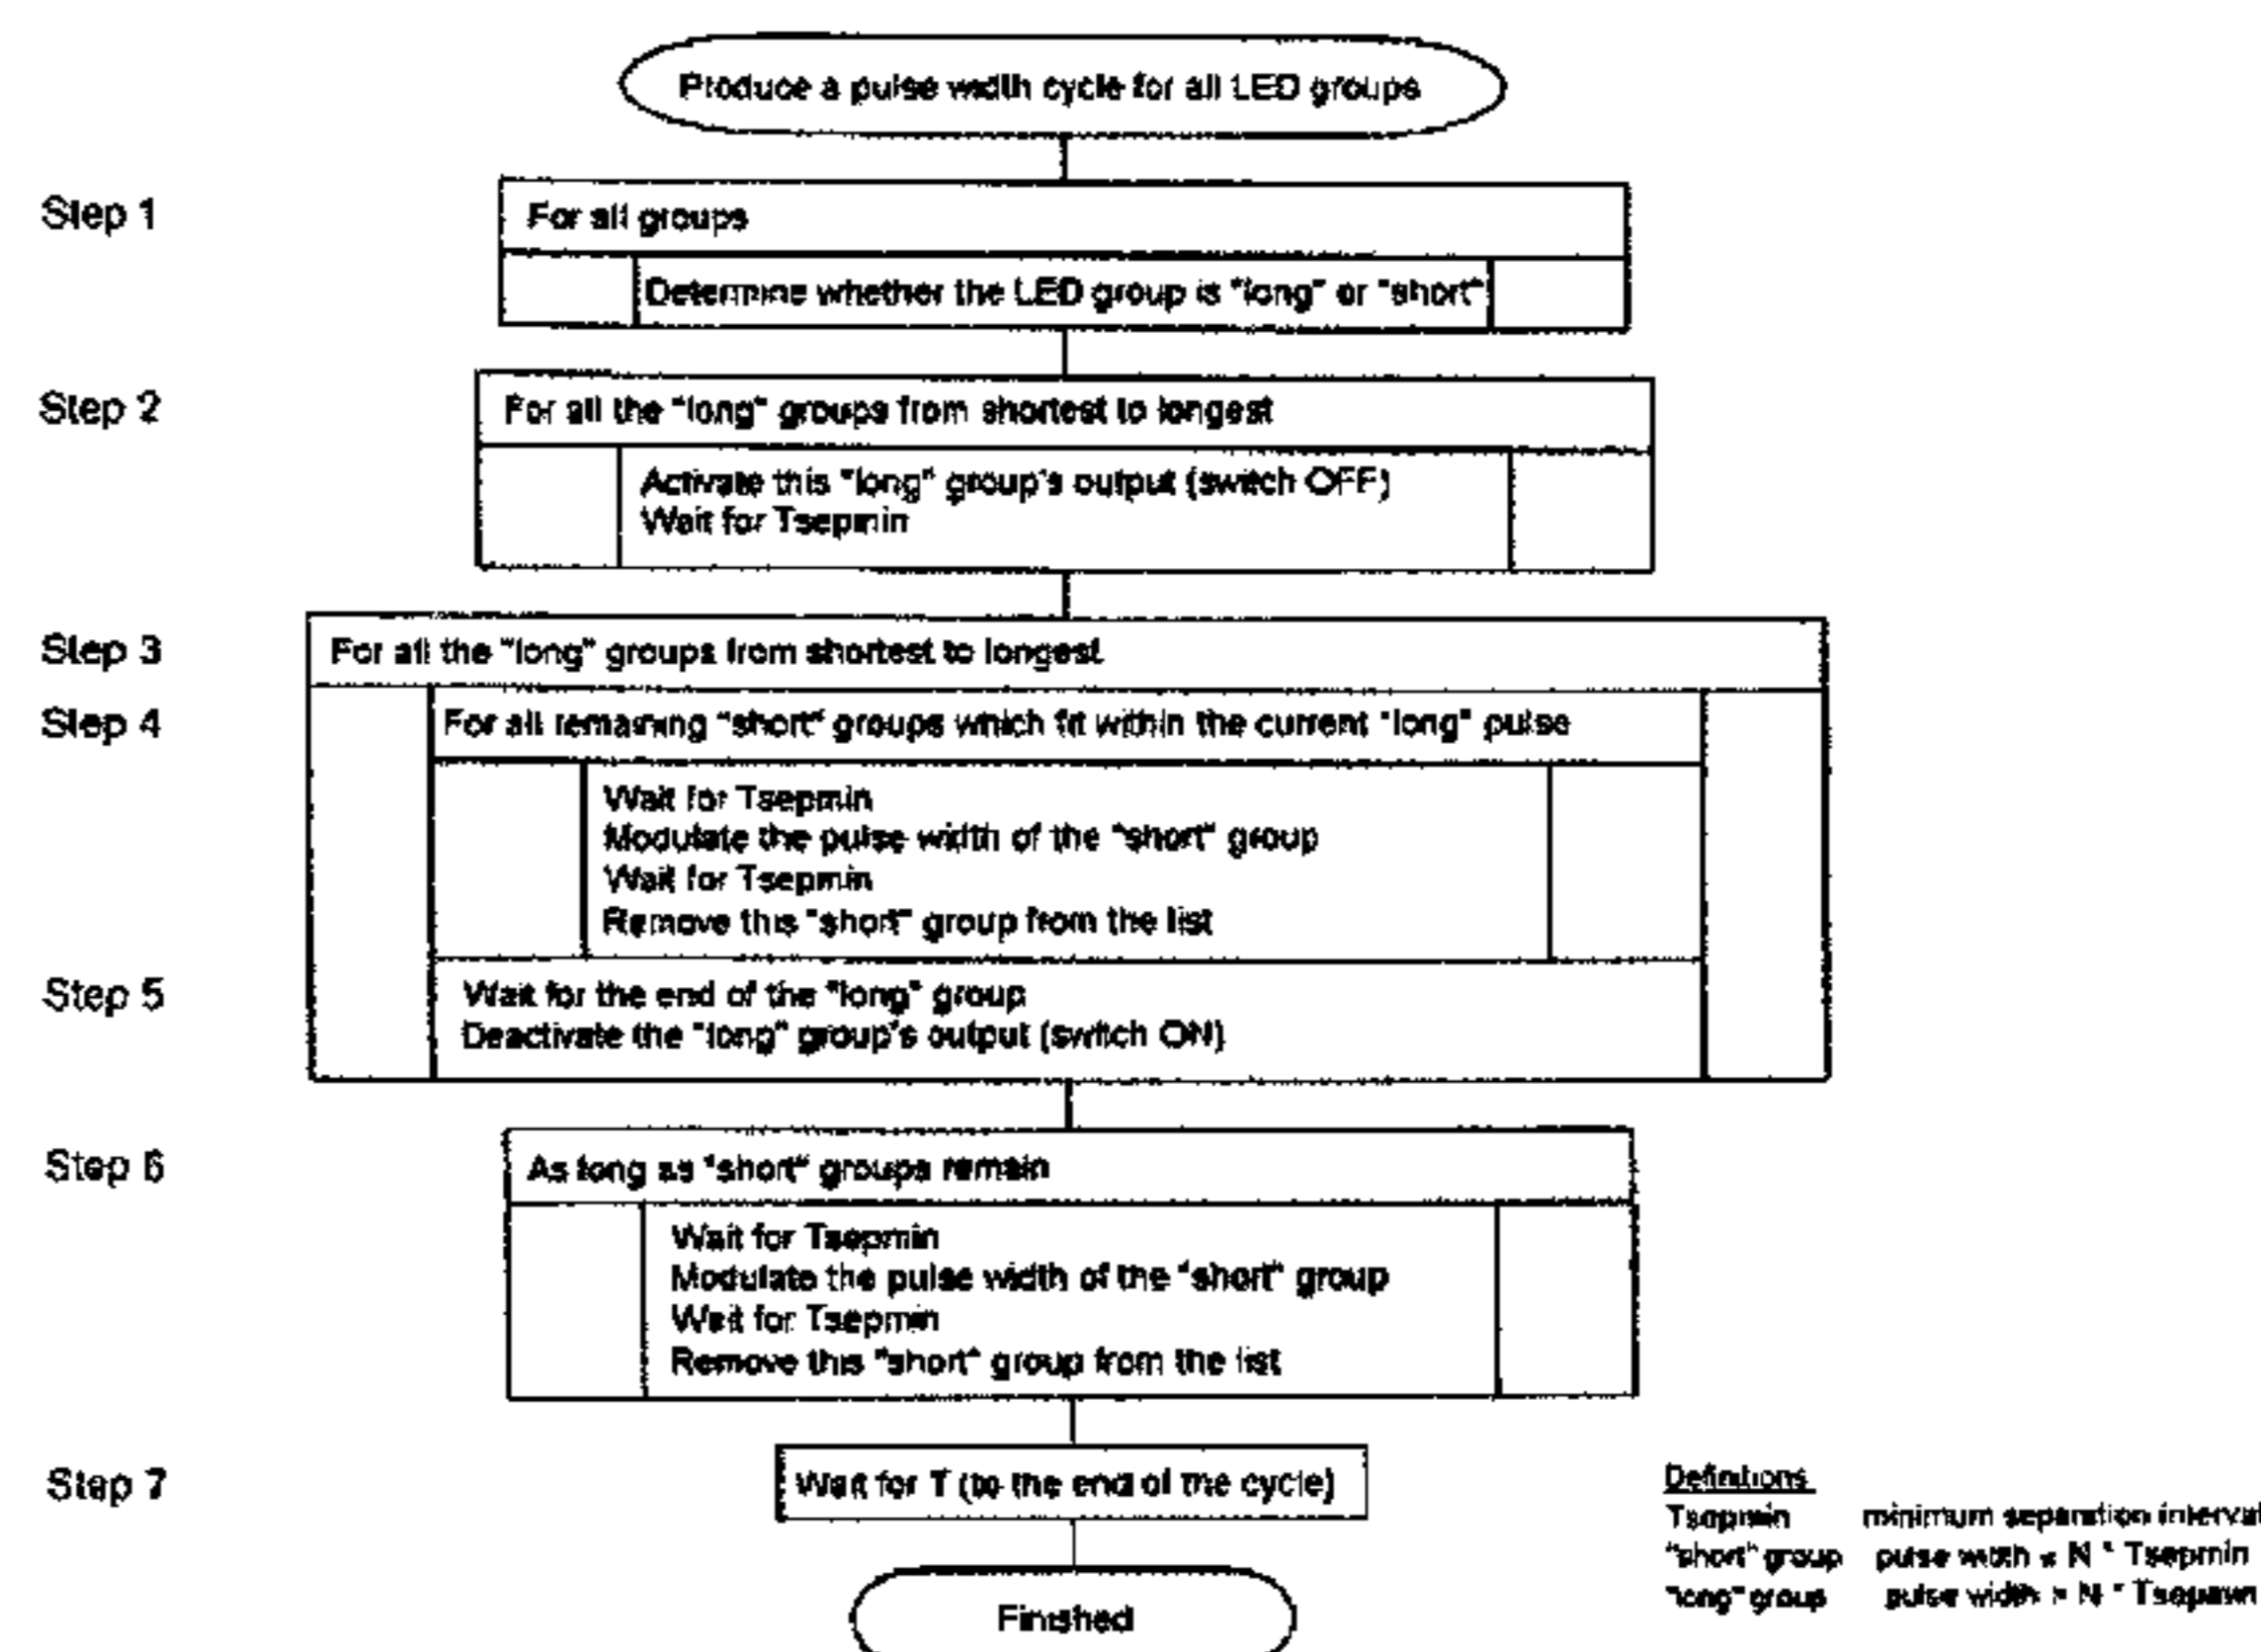 Produce a pulse width cycle for all LED groups
Step 1
For all groups
Determine whether the LED group is "long" or "short"
Step 2
For all the "long" groups from shortest to longest
Activate this "long" group's output (switch OFF)
Wait for Tsepmin
Step 3
For all the "long" groups from shortest to longest
Step 4
For all remaining "short" groups which fit within the current "long" pulse
Wait for Tsepmin
Modulate the pulse width of the "short" group
Wait for Tsepmin
Remove this "short" group from the list
Step 5
Wait for the end of the "long" group
Deactivate the "long" group's output (switch ON)
Step 6
As long as "short" groups remain
Wait for Tsepmin
Modulate the pulse width of the "short" group
Wait for Tsepmin
Remove this "short" group from the list
Step 7
Wait for T (to the end of the cycle)
Finished
Definitions
Tsepmin minimum separation interval
"short" group pulse width N * Tsepmin
"long" group pulse width > N * Tsepmin